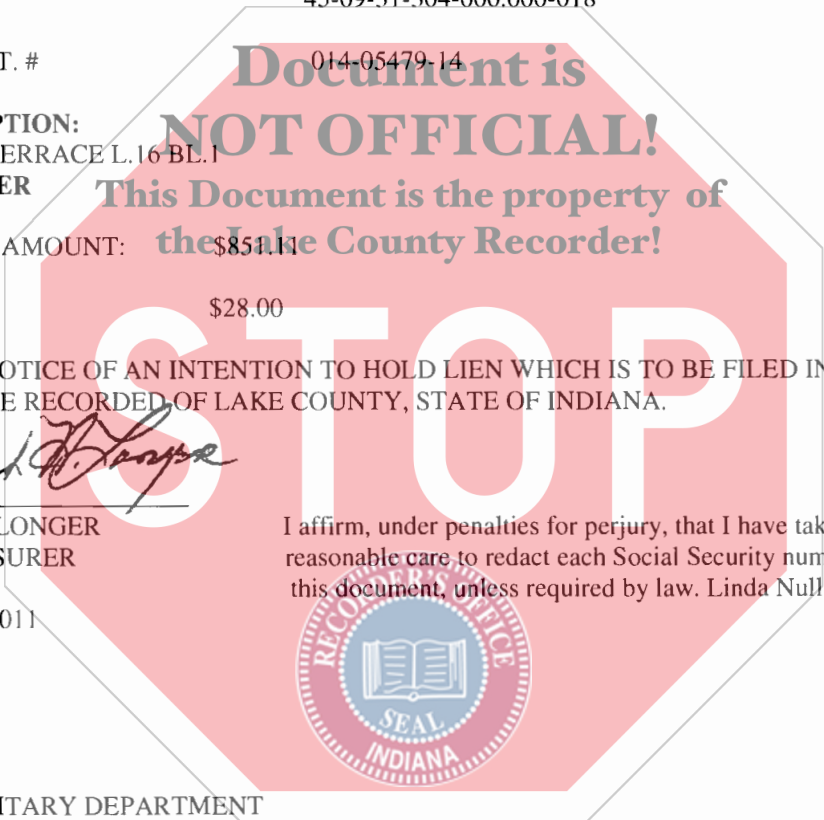 45-09-31-304-000.000-018
T. # 014-05479-14
Document is
PTION:
NOT OFFICIAL!
ERRACE L.16 BL.1
ER
This Document is the property of
AMOUNT: $851.11
the Lake County Recorder!
$28.00
STOP
OTICE OF AN INTENTION TO HOLD LIEN WHICH IS TO BE FILED IN
E RECORDED OF LAKE COUNTY, STATE OF INDIANA.
LONGER
SURER
011
I affirm, under penalties for perjury, that I have tak
reasonable care to redact each Social Security num
this document, unless required by law. Linda Null
RECORDER'S OFFICE
SEAL
INDIANA
ITARY DEPARTMENT